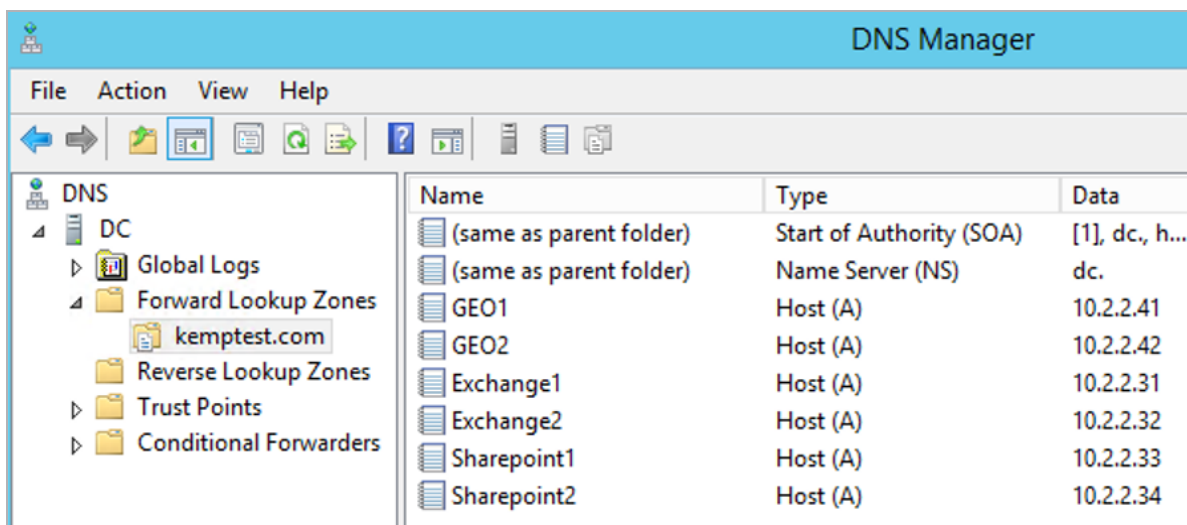 DNS Manager
File Action View Help
DNS
DC
Global Logs
Forward Lookup Zones
kemptest.com
Reverse Lookup Zones
Trust Points
Conditional Forwarders
Name Type Data
(same as parent folder) Start of Authority (SOA) [1], dc., h...
(same as parent folder) Name Server (NS) dc.
GEO1 Host (A) 10.2.2.41
GEO2 Host (A) 10.2.2.42
Exchange1 Host (A) 10.2.2.31
Exchange2 Host (A) 10.2.2.32
Sharepoint1 Host (A) 10.2.2.33
Sharepoint2 Host (A) 10.2.2.34